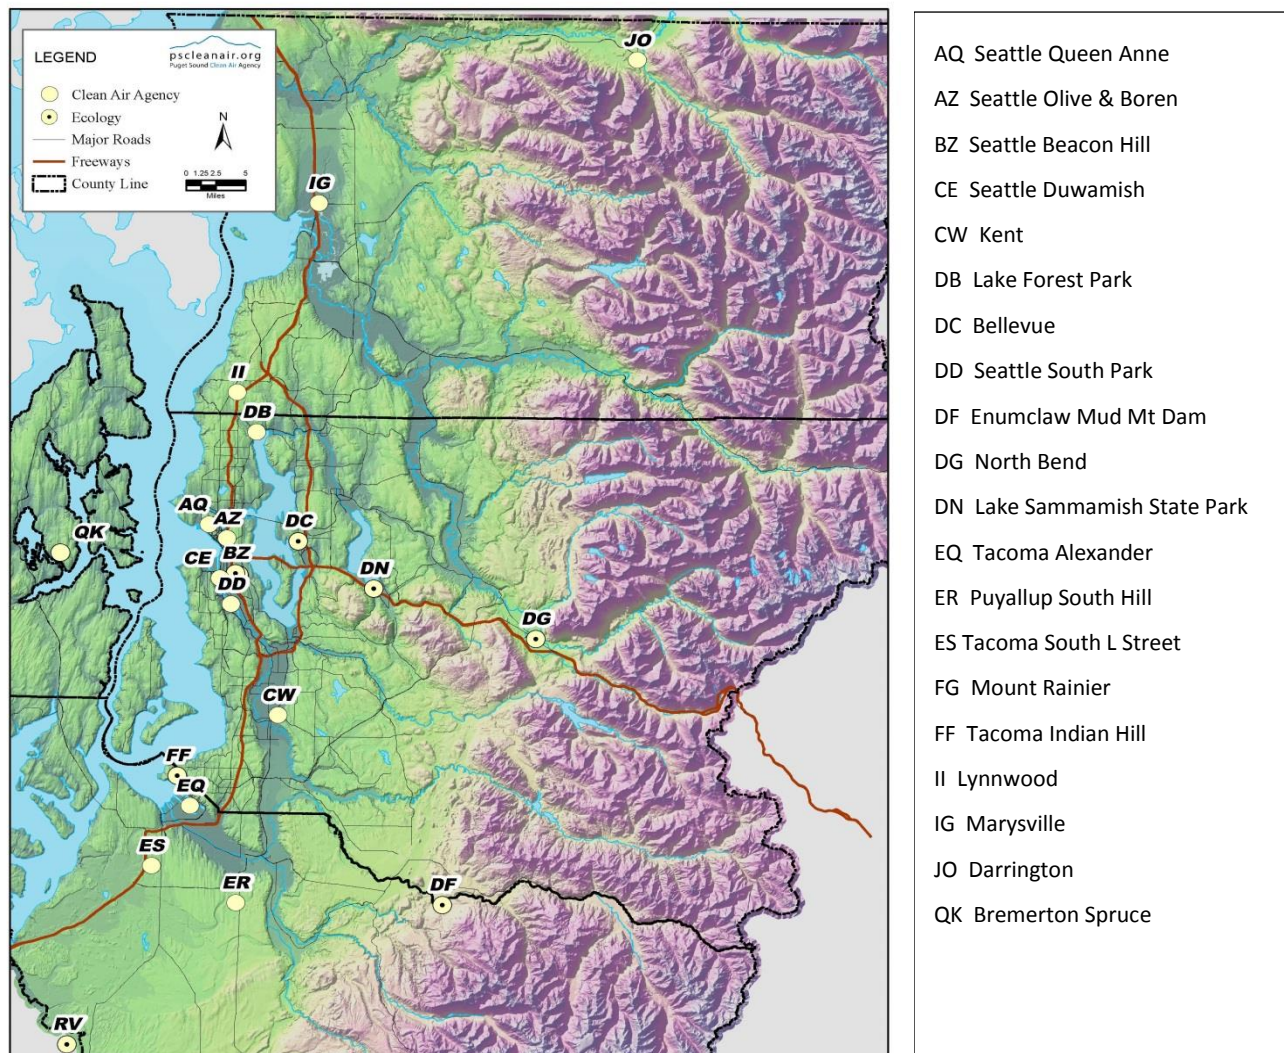 LEGEND
pscleanair.org
Puget Sound Clean Air Agency
Clean Air Agency
Ecology
Major Roads
Freeways
County Line
N
0 1.25 2.5 5
Miles
JO
IG
II
DB
AQ
AZ
DC
QK
CE
BZ
DN
DD
DG
CW
FF
EQ
ES
ER
DF
RV
AQ Seattle Queen Anne
AZ Seattle Olive & Boren
BZ Seattle Beacon Hill
CE Seattle Duwamish
CW Kent
DB Lake Forest Park
DC Bellevue
DD Seattle South Park
DF Enumclaw Mud Mt Dam
DG North Bend
DN Lake Sammamish State Park
EQ Tacoma Alexander
ER Puyallup South Hill
ES Tacoma South L Street
FG Mount Rainier
FF Tacoma Indian Hill
II Lynnwood
IG Marysville
JO Darrington
QK Bremerton Spruce